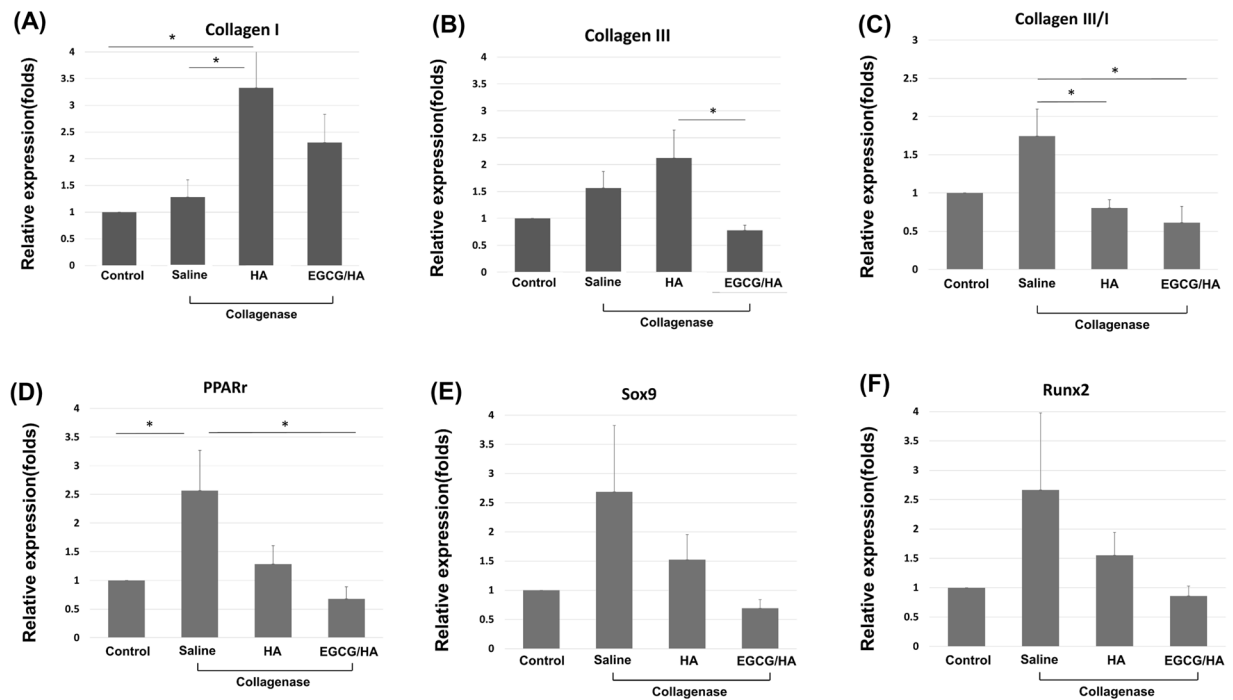 (A)
Collagen I
Relative expression(folds)
4
3.5
3
2.5
2
1.5
1
0.5
0
*
*
Control
Saline
HA
EGCG/HA
Collagenase
(B)
Collagen III
Relative expression(folds)
4
3.5
3
2.5
2
1.5
1
0.5
0
*
Control
Saline
HA
EGCG/HA
Collagenase
(C)
Collagen III/I
Relative expression(folds)
3
2.5
2
1.5
1
0.5
0
*
*
Control
Saline
HA
EGCG/HA
Collagenase
(D)
PPARr
Relative expression(folds)
4
3.5
3
2.5
2
1.5
1
0.5
0
*
*
Control
Saline
HA
EGCG/HA
Collagenase
(E)
Sox9
Relative expression(folds)
4
3.5
3
2.5
2
1.5
1
0.5
0
Control
Saline
HA
EGCG/HA
Collagenase
(F)
Runx2
Relative expression(folds)
4
3.5
3
2.5
2
1.5
1
0.5
0
Control
Saline
HA
EGCG/HA
Collagenase